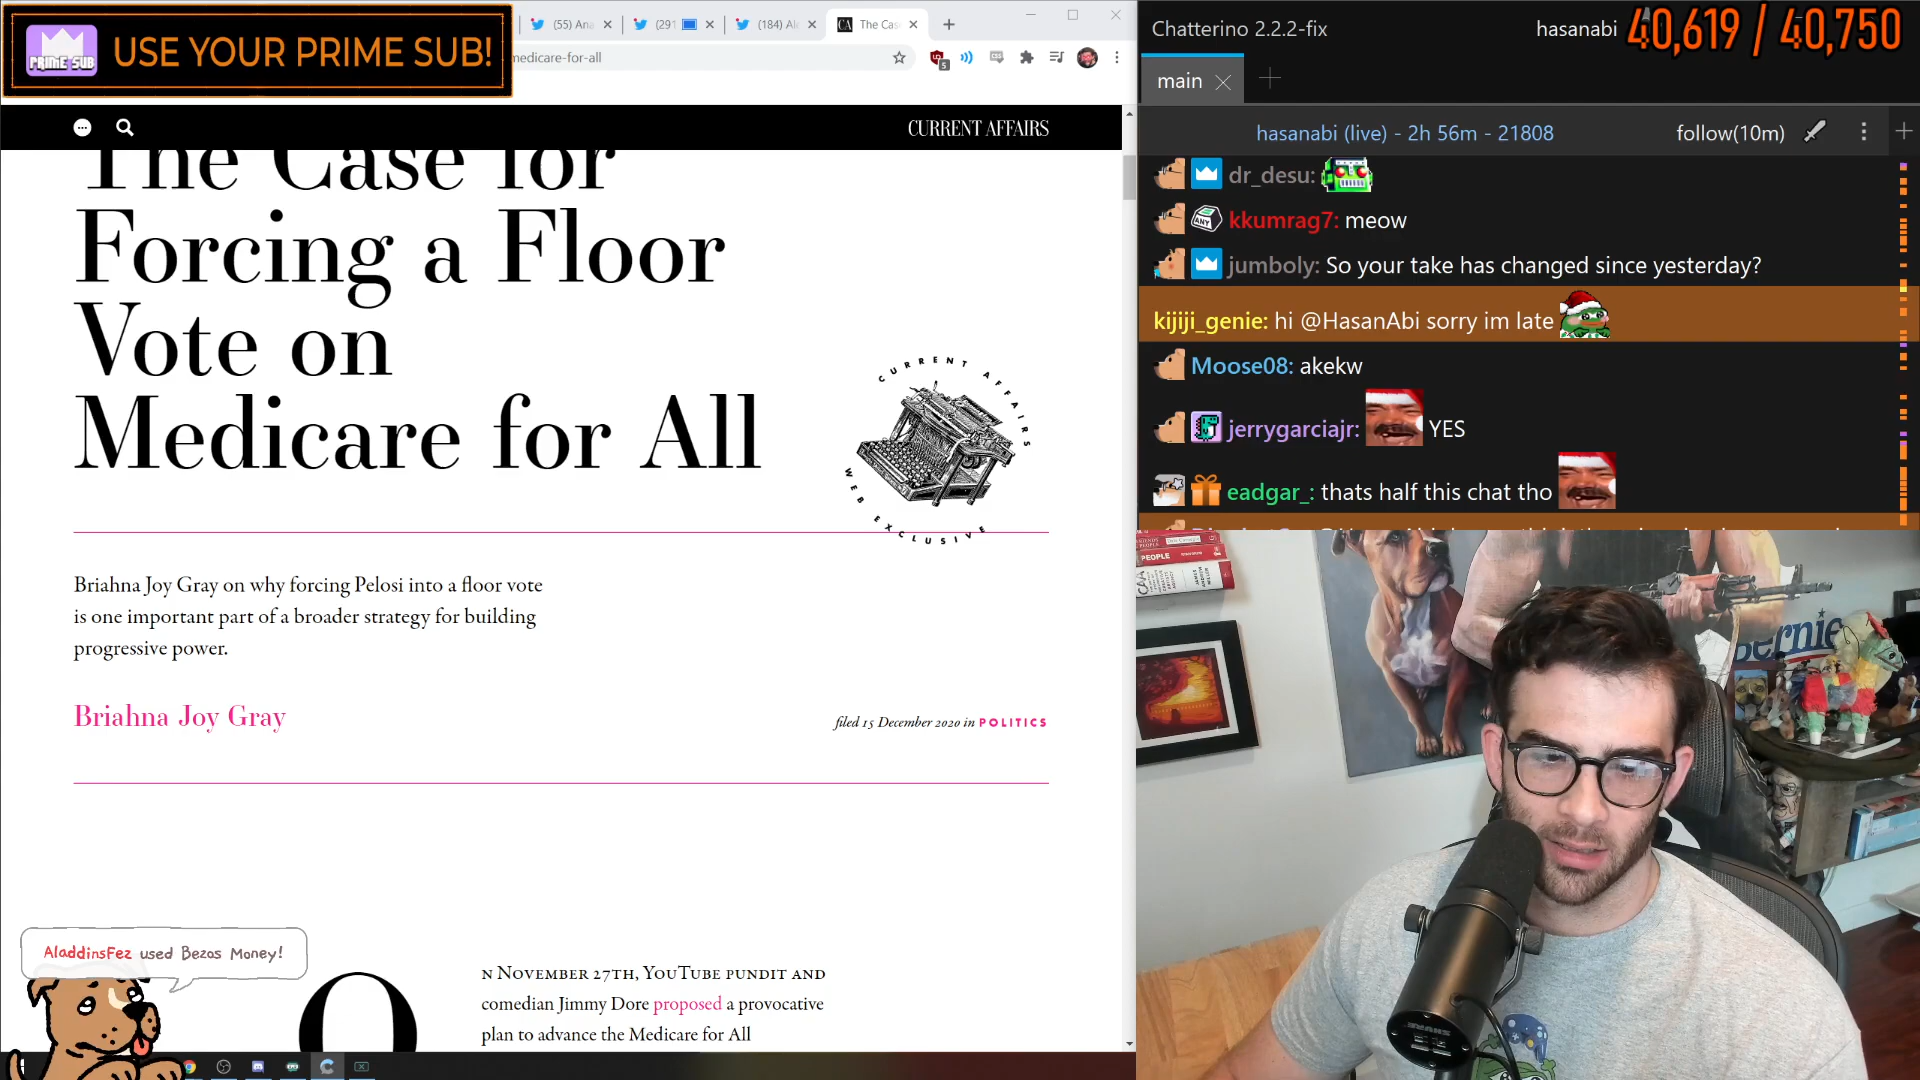 PRIME SUB
USE YOUR PRIME SUB!
(55) Ana
(291
(184) Al
The Cas
medicare-for-all
5
CURRENT AFFAIRS
The Case for
Forcing a Floor
Vote on
Medicare for All
CURRENT AFFAIRS
WEB EXCLUSIVE
Briahna Joy Gray on why forcing Pelosi into a floor vote
is one important part of a broader strategy for building
progressive power.
Briahna Joy Gray
filed 15 December 2020 in POLITICS
AladdinsFez used Bezos Money!
O
N NOVEMBER 27TH, YOUTUBE PUNDIT AND
comedian Jimmy Dore proposed a provocative
plan to advance the Medicare for All
Chatterino 2.2.2-fix
hasanabi
40,619 / 40,750
main
hasanabi (live) - 2h 56m - 21808
follow(10m)
dr_desu:
kkumrag7: meow
jumboly: So your take has changed since yesterday?
kijiji_genie: hi @HasanAbi sorry im late
Moose08: akekw
jerrygarciajr: YES
eadgar_: thats half this chat tho
PEOPLE
Bernie